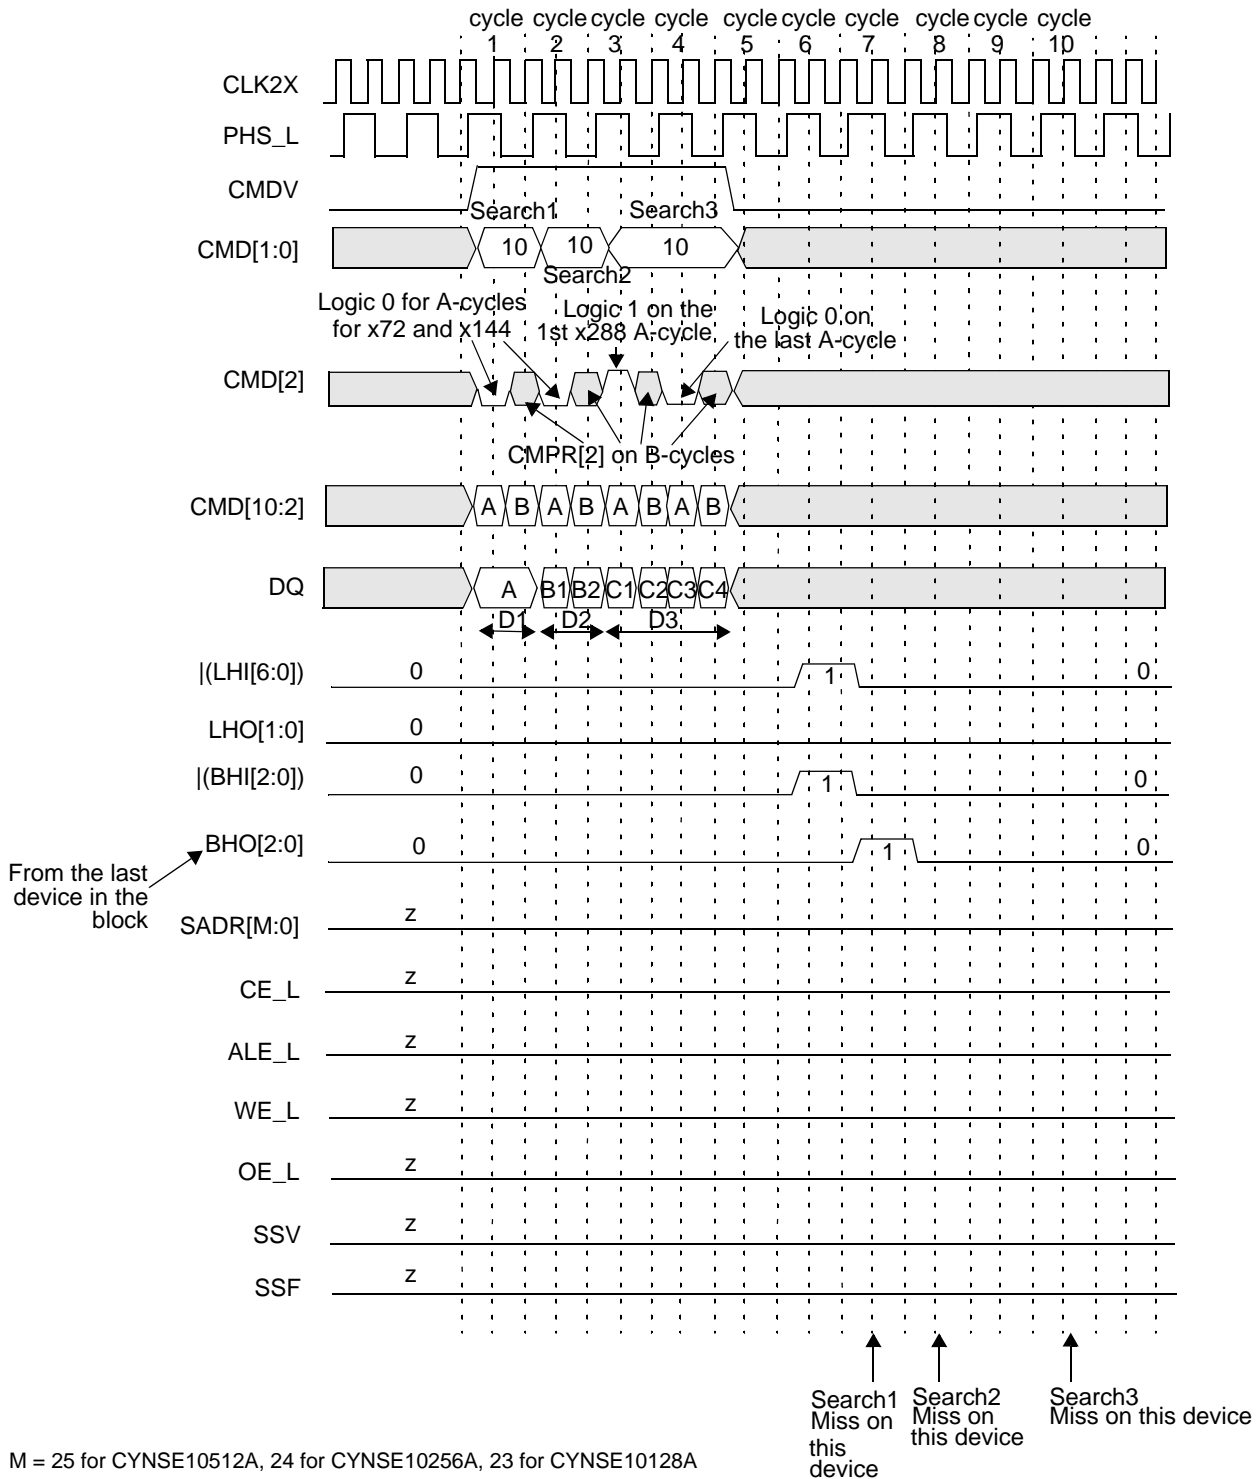 cycle cycle cycle cycle cycle cycle cycle cycle cycle cycle
1 2 3 4 5 6 7 8 9 10
CLK2X
PHS_L
CMDV
Search1 Search3
CMD[1:0] 10 10 10
Search2
Logic 0 for A-cycles
for x72 and x144
Logic 1 on the
1st x288 A-cycle
Logic 0 on
the last A-cycle
CMD[2]
CMPR[2] on B-cycles
CMD[10:2] A B A B A B A B
DQ A B1 B2 C1 C2 C3 C4
D1 D2 D3
|(LHI[6:0]) 0 1 0
LHO[1:0] 0
|(BHI[2:0]) 0 1 0
BHO[2:0] 0 1 0
From the last
device in the
block
SADR[M:0] z
CE_L z
ALE_L z
WE_L z
OE_L z
SSV z
SSF z
Search1
Miss on
this
device
Search2
Miss on
this device
Search3
Miss on this device
M = 25 for CYNSE10512A, 24 for CYNSE10256A, 23 for CYNSE10128A